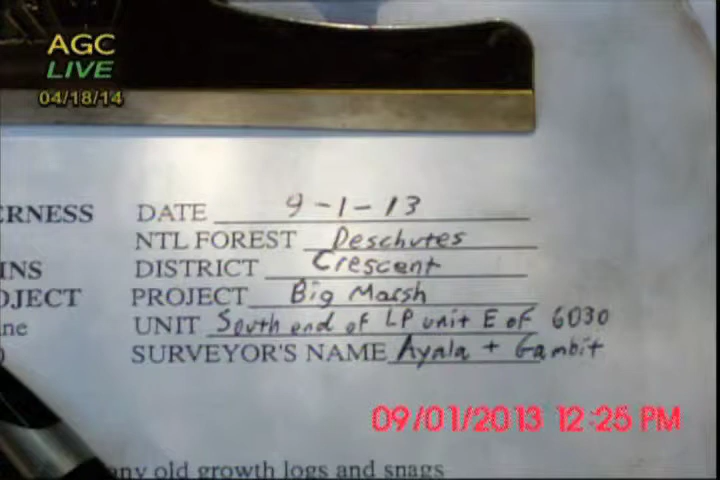 AGC
LIVE
04/18/14
ERNESS DATE 9-1-13
NTL FOREST Deschutes
INS DISTRICT Crescent
OJECT PROJECT Big Marsh
ne UNIT South end of LP unit E of 6030
SURVEYOR'S NAME Ayala + Gambit
09/01/2013 12:25 PM
any old growth logs and snags